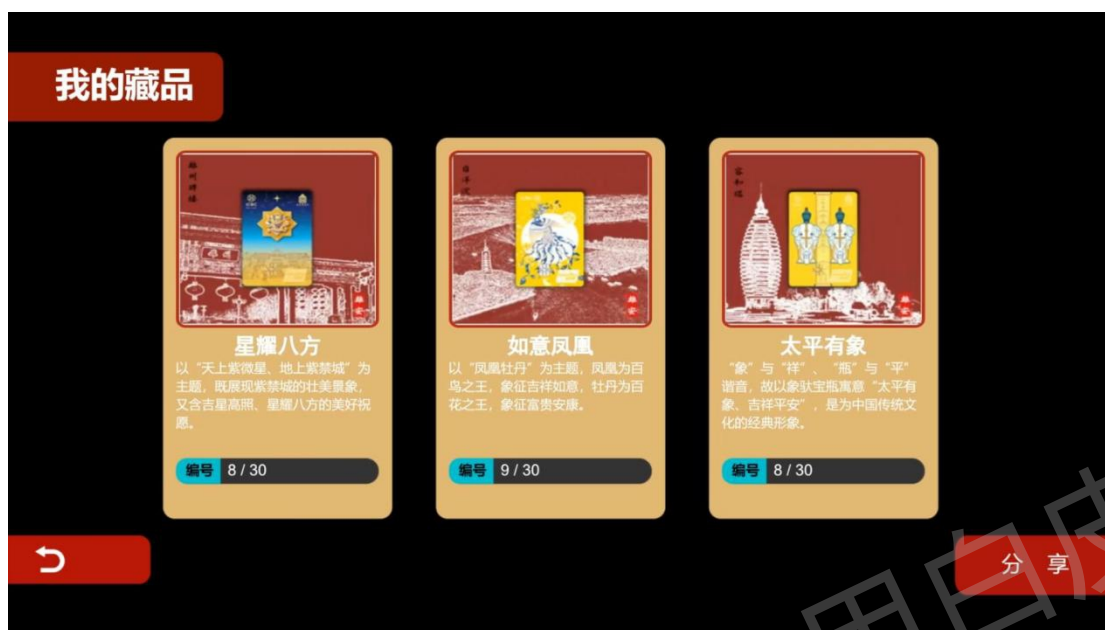 我的藏品
星耀八方
以“天上紫微星、地上紫禁城”为
主题，既展现紫禁城的壮美景象，
又含吉星高照、星耀八方的美好祝
愿。
编号 8 / 30
如意凤凰
以“凤凰牡丹”为主题，凤凰为百
鸟之王，象征吉祥如意，牡丹为百
花之王，象征富贵安康。
编号 9 / 30
太平有象
“象”与“祥”、“瓶”与“平”
谐音，故以象驮宝瓶寓意“太平有
象，吉祥平安”，是为中国传统文
化的经典形象。
编号 8 / 30
分 享
用白皮